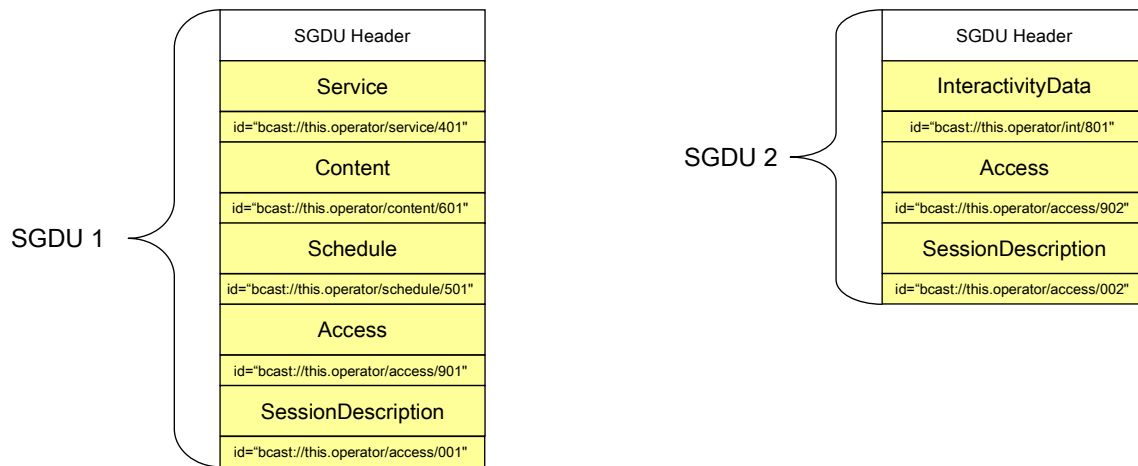 SGDU 1
SGDU Header
Service
id=“bcast://this.operator/service/401"
Content
id=“bcast://this.operator/content/601"
Schedule
id=“bcast://this.operator/schedule/501"
Access
id=“bcast://this.operator/access/901"
SessionDescription
id=“bcast://this.operator/access/001"
SGDU 2
SGDU Header
InteractivityData
id=“bcast://this.operator/int/801"
Access
id=“bcast://this.operator/access/902"
SessionDescription
id=“bcast://this.operator/access/002"